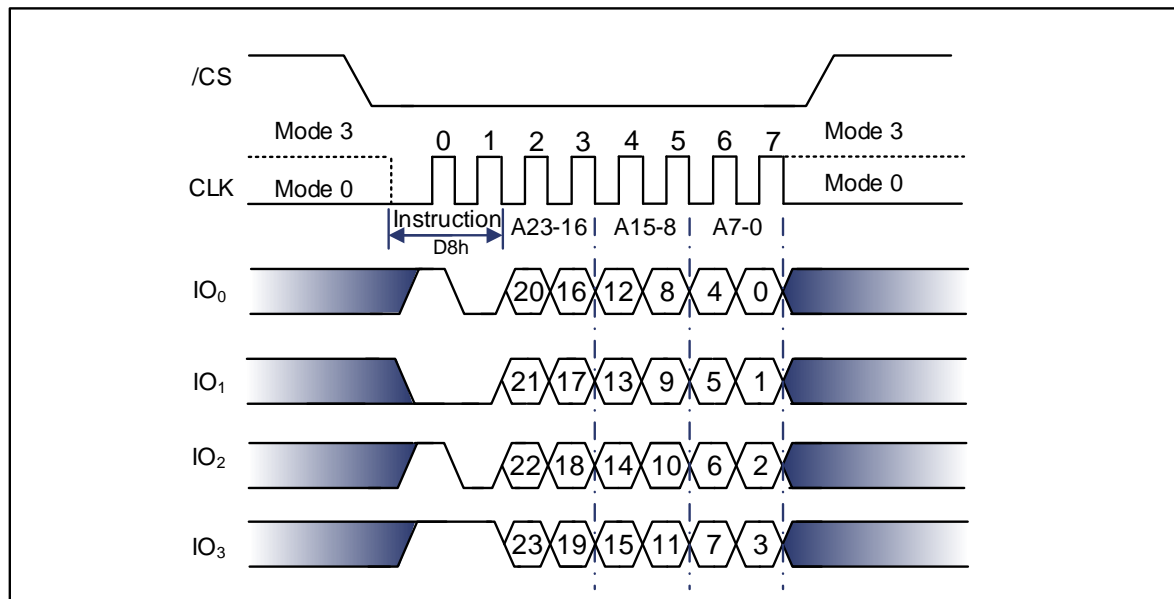 /CS
Mode 3 0 1 2 3 4 5 6 7 Mode 3
CLK Mode 0 Mode 0
Instruction A23-16 A15-8 A7-0
D8h
IO0 20 16 12 8 4 0
IO1 21 17 13 9 5 1
IO2 22 18 14 10 6 2
IO3 23 19 15 11 7 3